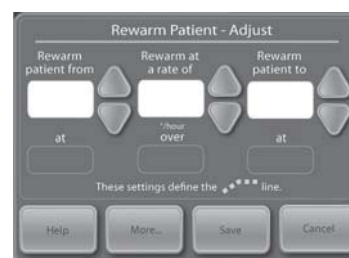 Rewarm Patient - Adjust
Rewarm patient from
Rewarm at a rate of
Rewarm patient to
°/hour
at
over
at
These settings define the line.
Help
More...
Save
Cancel